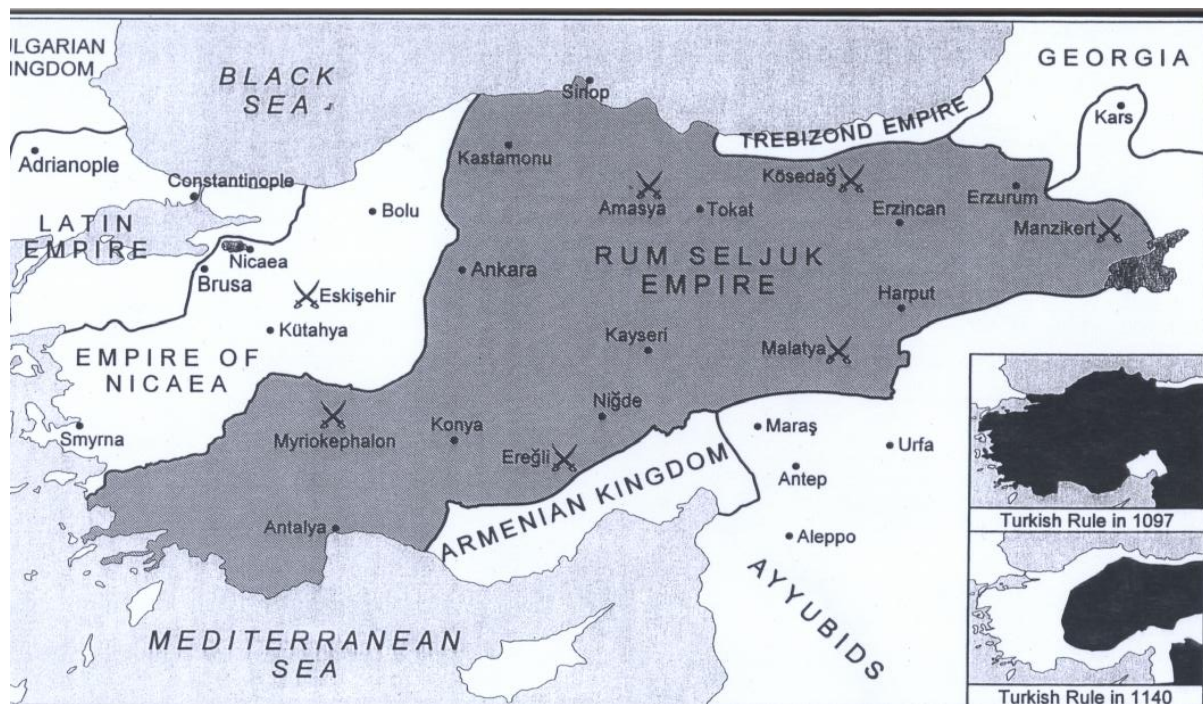 ULGARIAN
INGDOM
BLACK
SEA
GEORGIA
Sinop
TREBIZOND EMPIRE
Kars
Adrianople
Kastamonu
Constantinople
Kösedağ
Erzurum
LATIN
EMPIRE
Bolu
Amasya
Tokat
Erzincan
Manzikert
Nicaea
Brusa
Ankara
RUM SELJUK
EMPIRE
Eskişehir
Harput
Kütahya
Kayseri
Malatya
EMPIRE OF
NICAEA
Niğde
Smyrna
Myriokephalon
Konya
Ereğli
Maraş
Urfa
ARMENIAN KINGDOM
Antep
Antalya
Aleppo
AYYUBIDS
MEDITERRANEAN
SEA
Turkish Rule in 1097
Turkish Rule in 1140